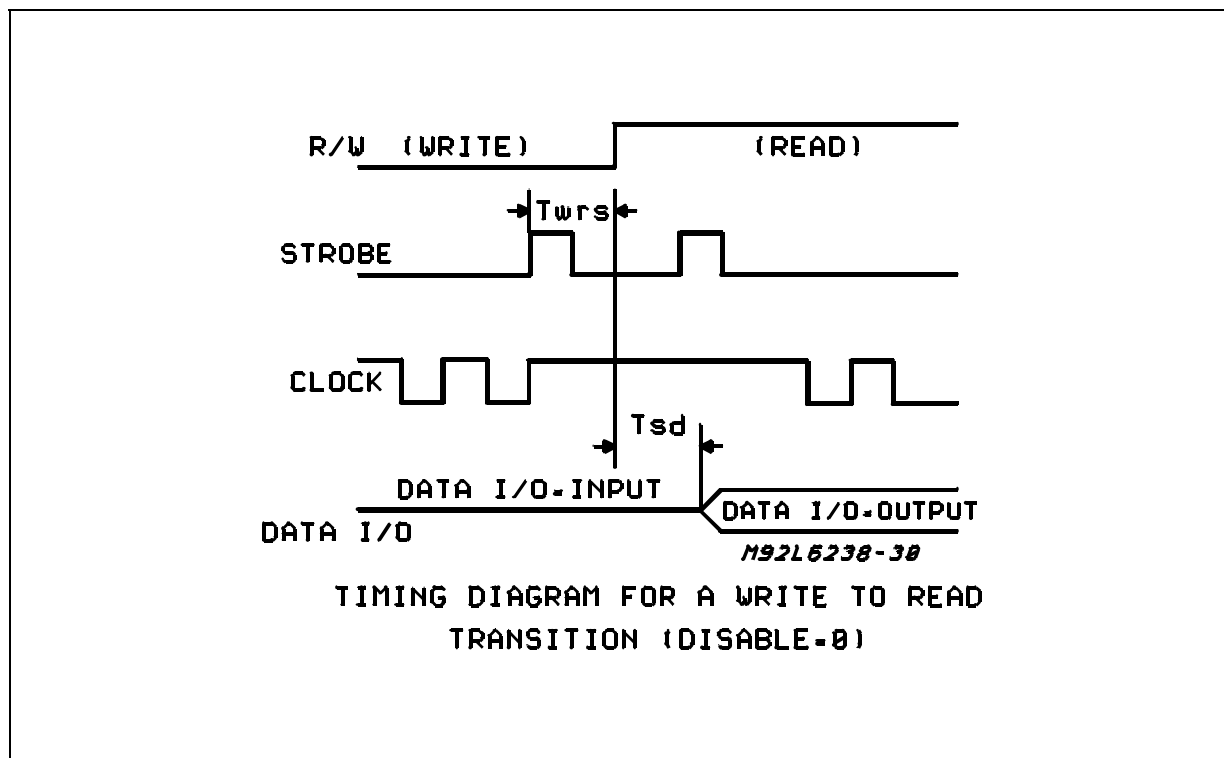 R/W (WRITE) (READ)
Twrs
STROBE
CLOCK
Tsd
DATA I/O=INPUT
DATA I/O=OUTPUT
DATA I/O
M92L6238-30
TIMING DIAGRAM FOR A WRITE TO READ
TRANSITION (DISABLE=0)